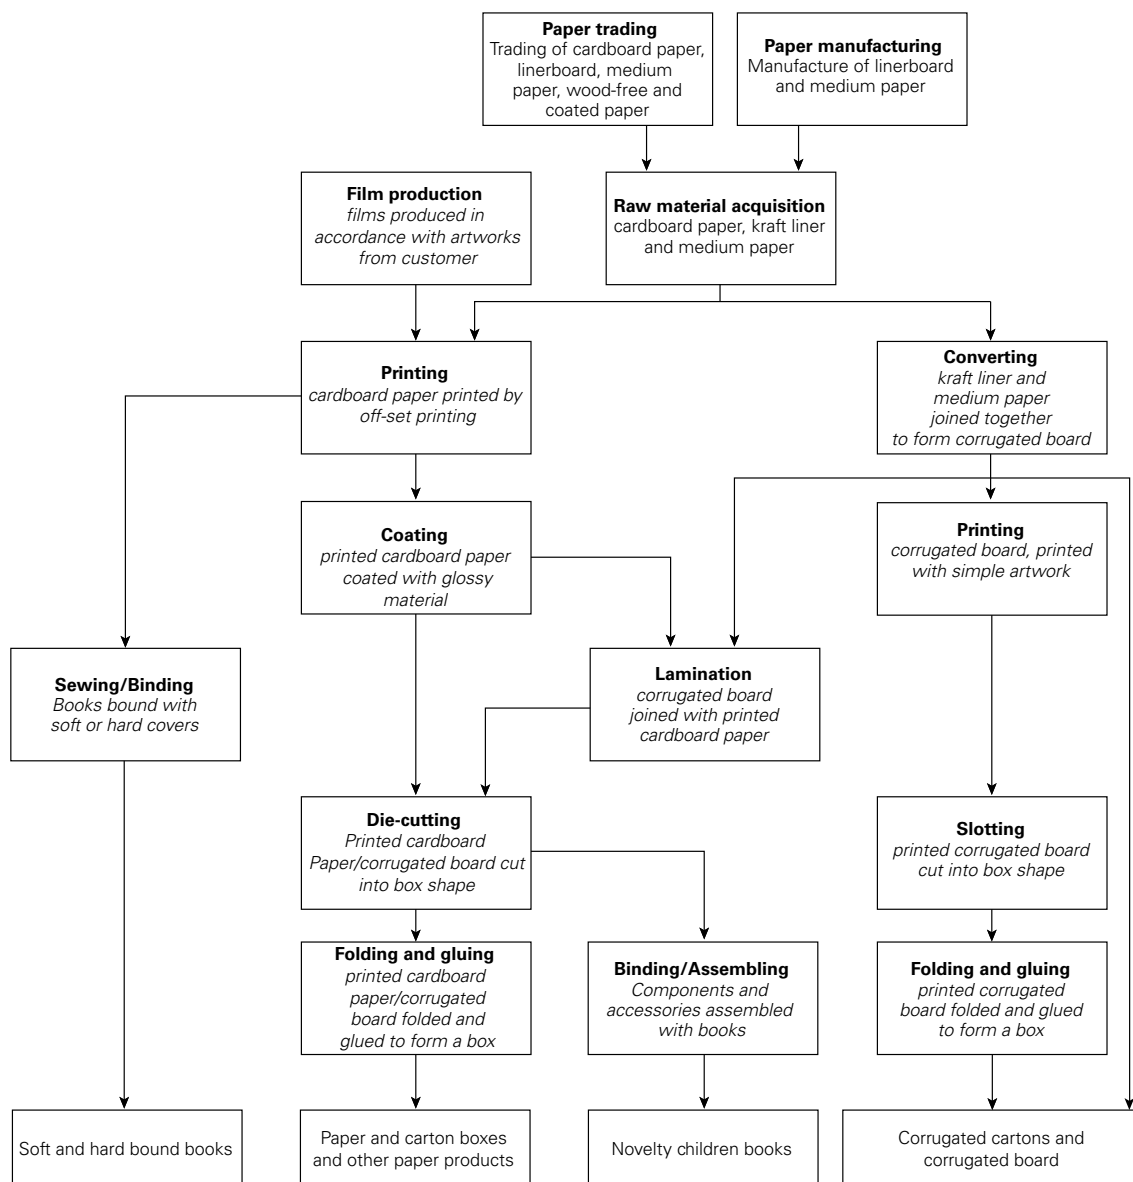 Paper trading
Trading of cardboard paper,
linerboard, medium
paper, wood-free and
coated paper
Paper manufacturing
Manufacture of linerboard
and medium paper
Film production
films produced in
accordance with artworks
from customer
Raw material acquisition
cardboard paper, kraft liner
and medium paper
Printing
cardboard paper printed by
off-set printing
Converting
kraft liner and
medium paper
joined together
to form corrugated board
Coating
printed cardboard paper
coated with glossy
material
Printing
corrugated board, printed
with simple artwork
Sewing/Binding
Books bound with
soft or hard covers
Lamination
corrugated board
joined with printed
cardboard paper
Die-cutting
Printed cardboard
Paper/corrugated board cut
into box shape
Slotting
printed corrugated board
cut into box shape
Folding and gluing
printed cardboard
paper/corrugated
board folded and
glued to form a box
Binding/Assembling
Components and
accessories assembled
with books
Folding and gluing
printed corrugated
board folded and glued
to form a box
Soft and hard bound books
Paper and carton boxes
and other paper products
Novelty children books
Corrugated cartons and
corrugated board